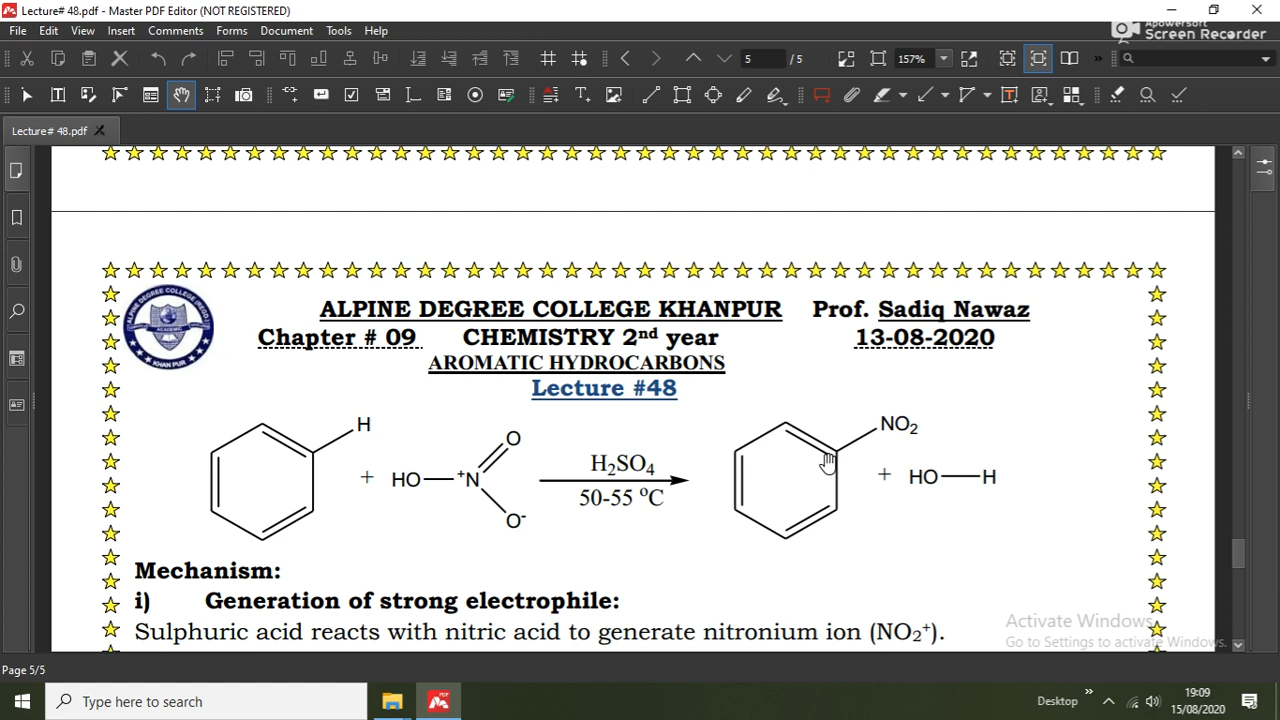 Lecture# 48.pdf - Master PDF Editor (NOT REGISTERED)
File Edit View Insert Comments Forms Document Tools Help
Apowersoft
Screen Recorder
5 / 5 157%
Lecture# 48.pdf
ALPINE DEGREE COLLEGE KHANPUR Prof. Sadiq Nawaz
Chapter # 09 CHEMISTRY 2nd year 13-08-2020
AROMATIC HYDROCARBONS
Lecture #48
H + HO—⁺N O O⁻ H₂SO₄ 50-55 ºC NO₂ + HO—H
Mechanism:
i) Generation of strong electrophile:
Sulphuric acid reacts with nitric acid to generate nitronium ion (NO₂⁺).
Activate Windows
Go to Settings to activate Windows.
Page 5/5
Type here to search
Desktop
19:09
15/08/2020